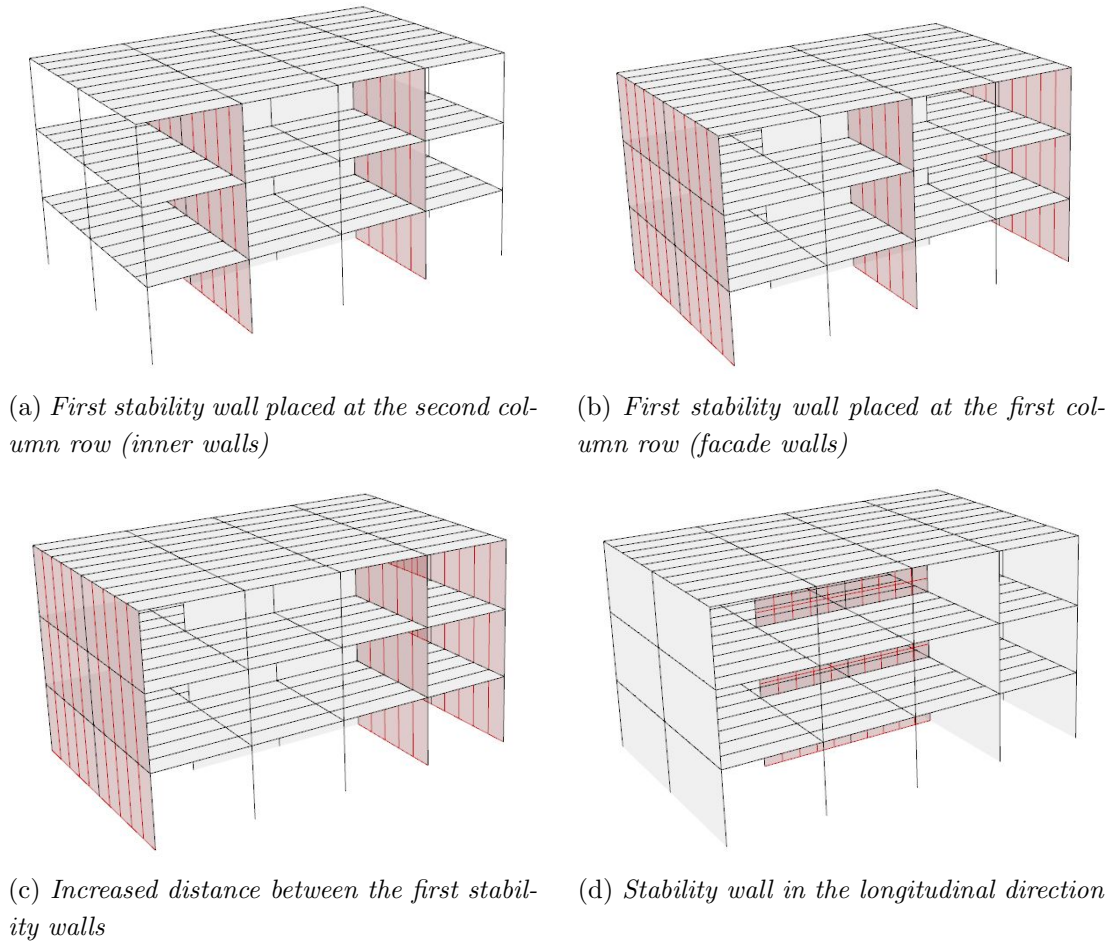 (a) First stability wall placed at the second col-
umn row (inner walls)
(b) First stability wall placed at the first col-
umn row (facade walls)
(c) Increased distance between the first stabil-
ity walls
(d) Stability wall in the longitudinal direction